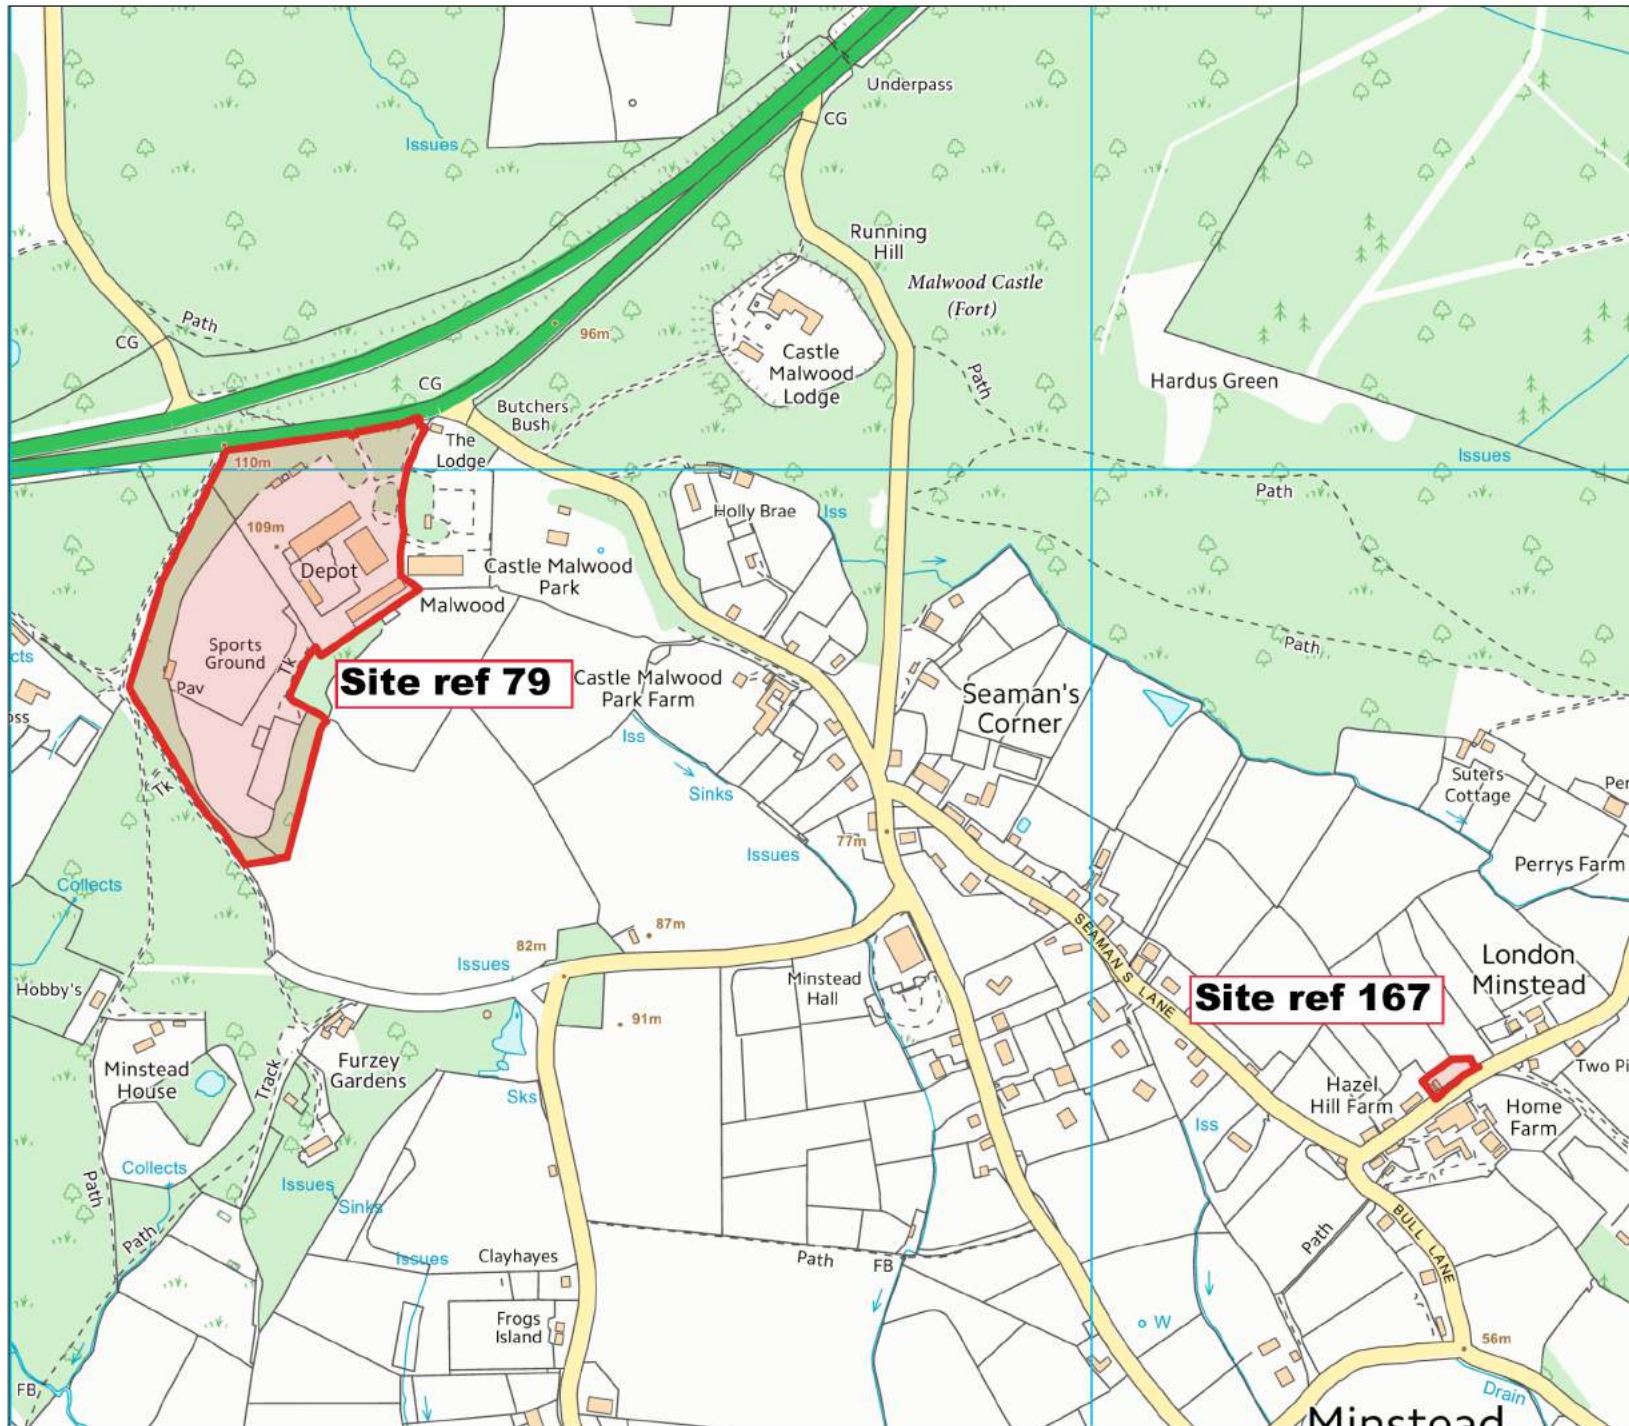 Underpass
CG
Issues
Running
Hill
Malwood Castle
(Fort)
Path
CG
96m
Castle
Malwood
Lodge
Path
Hardus Green
CG
Butchers
Bush
The
Lodge
110m
Issues
Path
109m
Holly Brae
Iss
Depot
Castle Malwood
Park
Malwood
Sports
Ground
Tk
Pav
Site ref 79
Castle Malwood
Park Farm
Seaman's
Corner
Path
cts
oss
Iss
Sinks
Tk
Suters
Cottage
Per
77m
Issues
Perrys Farm
Collects
87m
82m
Issues
SEAMAN'S LANE
London
Minstead
Hobby's
Minstead
Hall
Site ref 167
91m
Minstead
House
Track
Furzey
Gardens
Sks
Hazel
Hill Farm
Two Pi
Home
Farm
Iss
Collects
Path
Issues
Sinks
Path
Issues
Clayhayes
Path
FB
Path
BULL LANE
Frogs
Island
W
56m
FB
Drain
Minstead